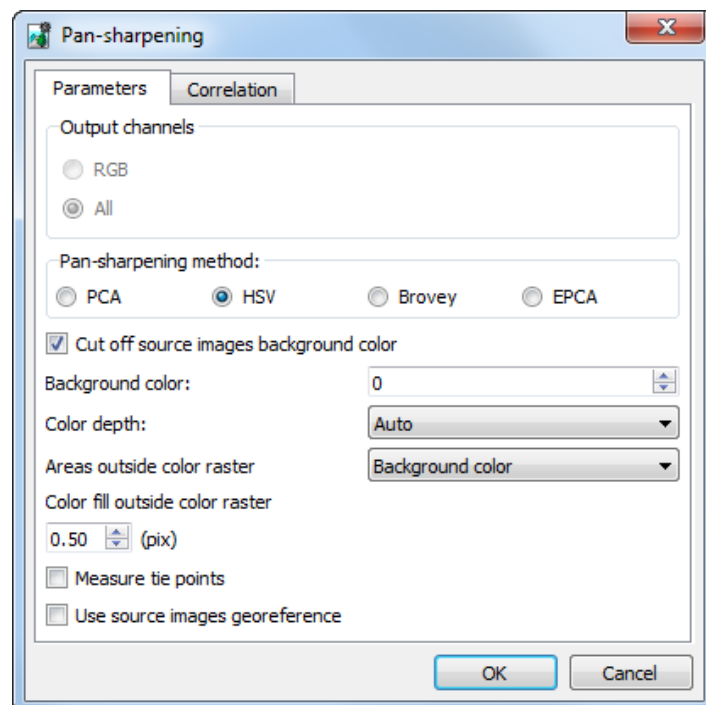 Pan-sharpening
Parameters Correlation
Output channels
RGB
All
Pan-sharpening method:
PCA HSV Brovey EPCA
Cut off source images background color
Background color: 0
Color depth: Auto
Areas outside color raster Background color
Color fill outside color raster
0.50 (pix)
Measure tie points
Use source images georeference
OK Cancel